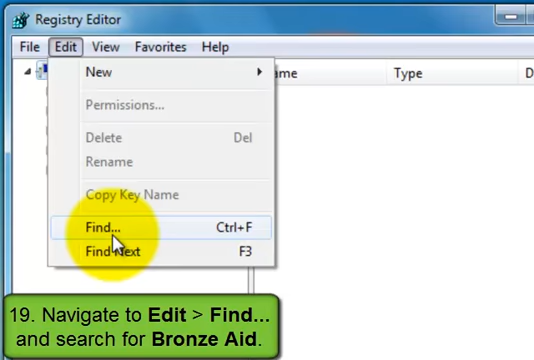 Registry Editor
File Edit View Favorites Help
New
Permissions...
Delete Del
Rename
Copy Key Name
Find... Ctrl+F
Find Next F3
Type
19. Navigate to Edit > Find...
and search for Bronze Aid.